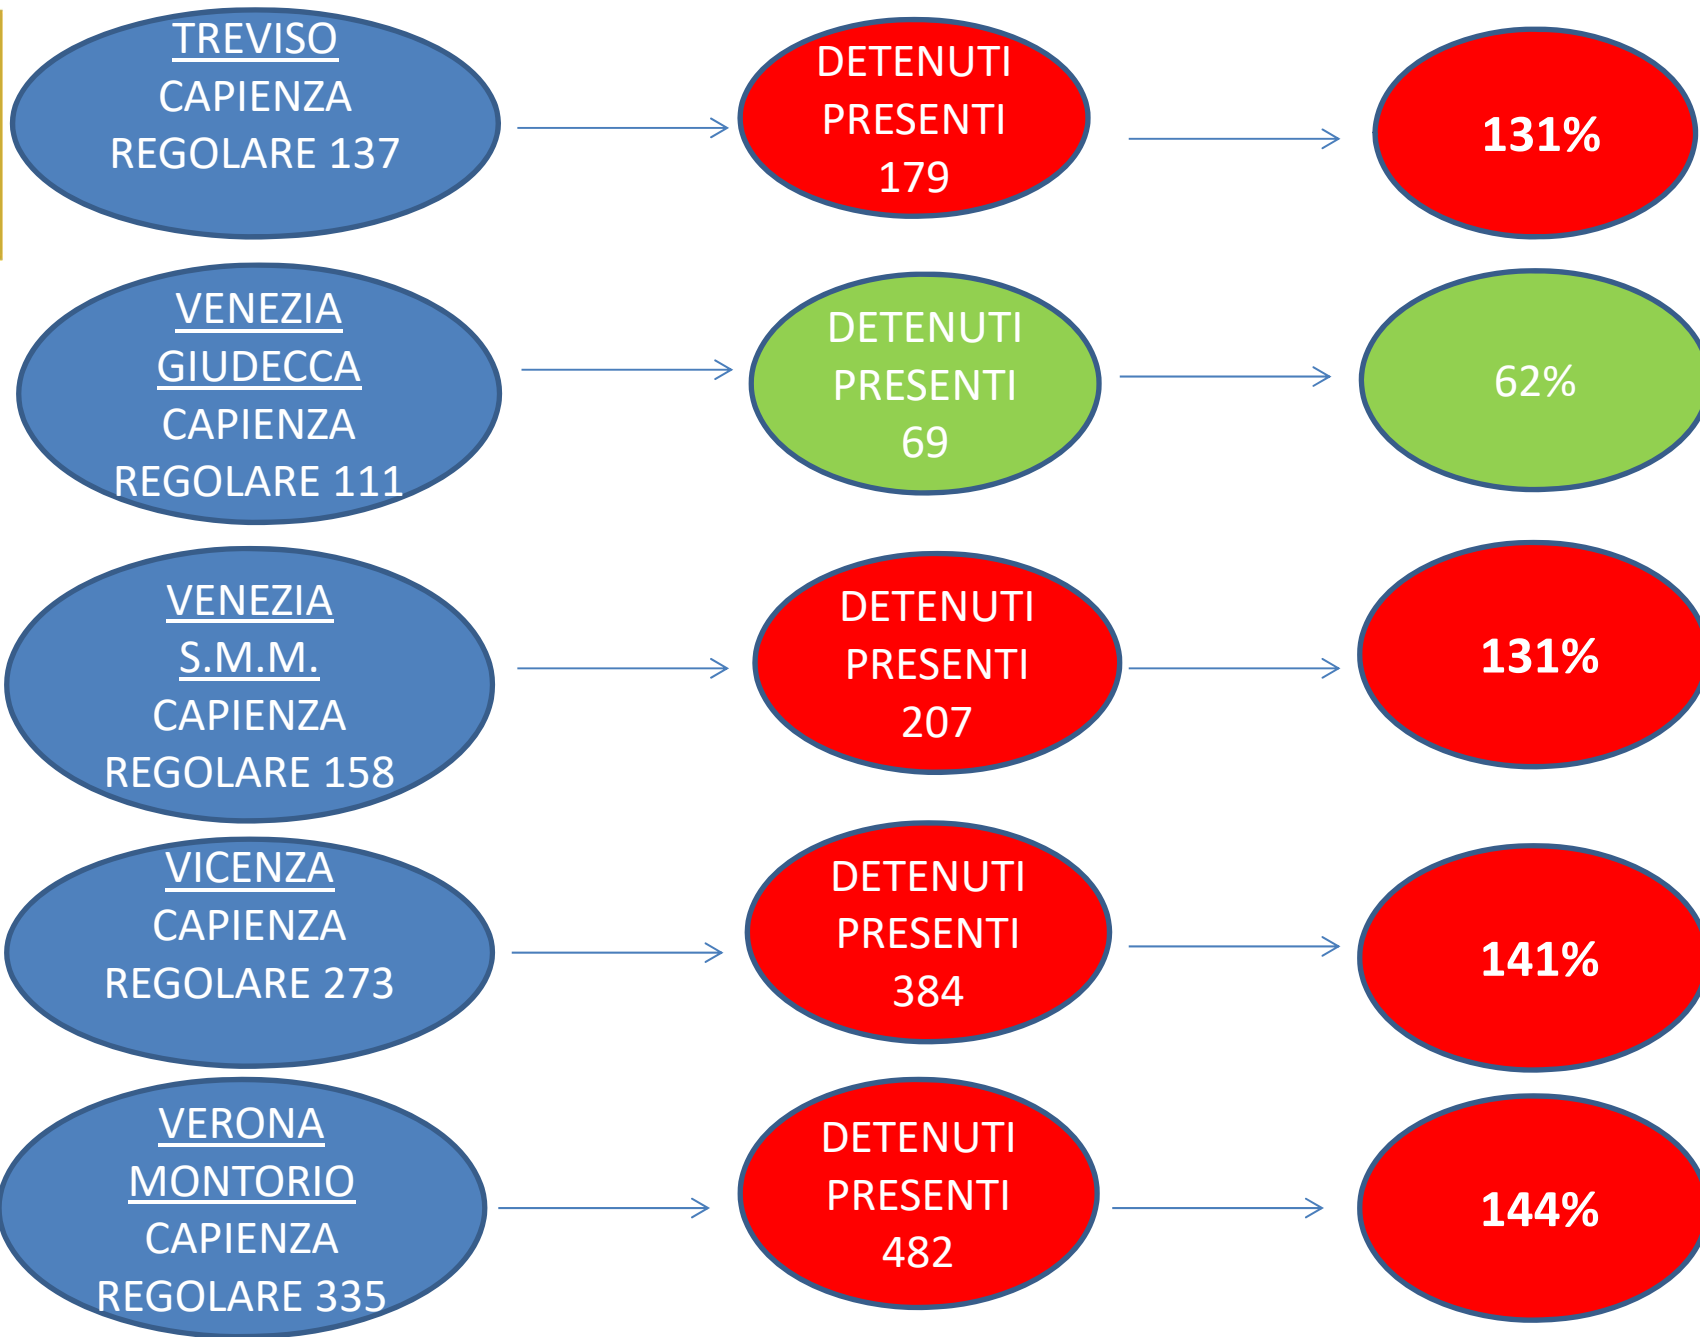 TREVISO
CAPIENZA
REGOLARE 137
DETENUTI
PRESENTI
179
131%
VENEZIA
GIUDECCA
CAPIENZA
REGOLARE 111
DETENUTI
PRESENTI
69
62%
VENEZIA
S.M.M.
CAPIENZA
REGOLARE 158
DETENUTI
PRESENTI
207
131%
VICENZA
CAPIENZA
REGOLARE 273
DETENUTI
PRESENTI
384
141%
VERONA
MONTORIO
CAPIENZA
REGOLARE 335
DETENUTI
PRESENTI
482
144%